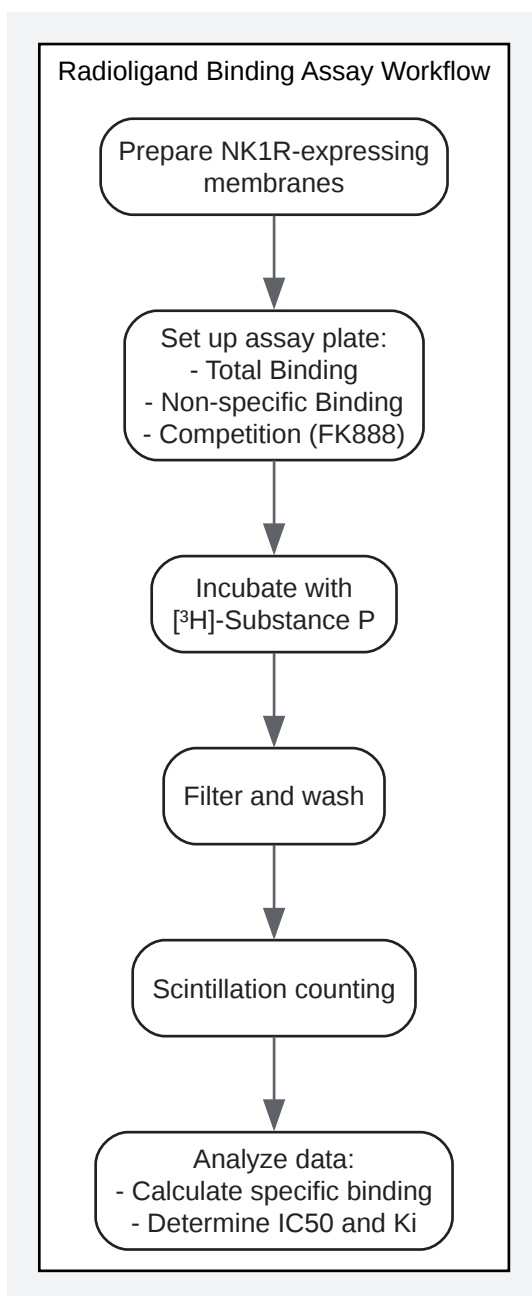 Radioligand Binding Assay Workflow
Prepare NK1R-expressing
membranes
Set up assay plate:
- Total Binding
- Non-specific Binding
- Competition (FK888)
Incubate with
[³H]-Substance P
Filter and wash
Scintillation counting
Analyze data:
- Calculate specific binding
- Determine IC50 and Ki